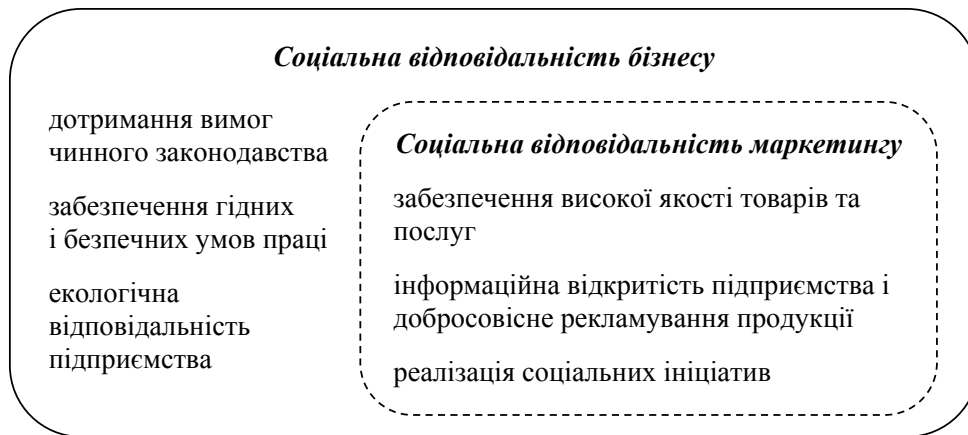 Соціальна відповідальність бізнесу
дотримання вимог
чинного законодавства
забезпечення гідних
і безпечних умов праці
екологічна
відповідальність
підприємства
Соціальна відповідальність маркетингу
забезпечення високої якості товарів та
послуг
інформаційна відкритість підприємства і
добросовісне рекламування продукції
реалізація соціальних ініціатив